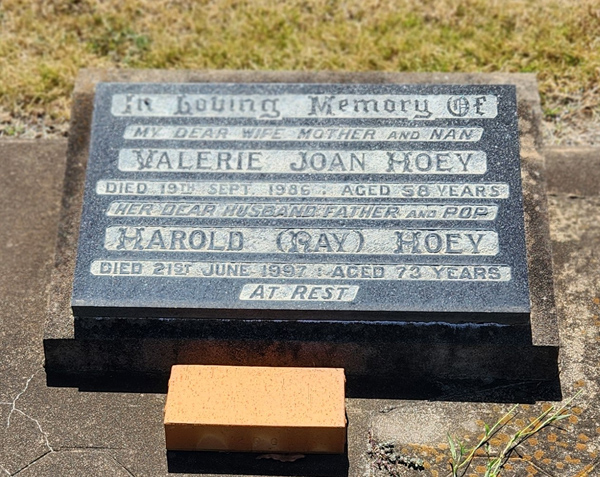 In Loving Memory Of
MY DEAR WIFE MOTHER AND NAN
VALERIE JOAN HOEY
DIED 19TH SEPT. 1986 : AGED 58 YEARS
HER DEAR HUSBAND FATHER AND POP
HAROLD (RAY) HOEY
DIED 21ST JUNE 1997 : AGED 73 YEARS
AT REST